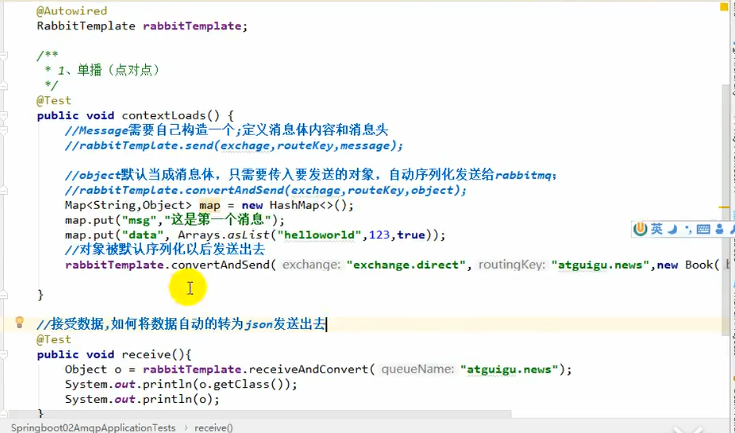 @Autowired
RabbitTemplate rabbitTemplate;
/**
* 1、单播（点对点）
*/
@Test
public void contextLoads() {
//Message需要自己构造一个;定义消息体内容和消息头
//rabbitTemplate.send(exchage,routeKey,message);
//object默认当成消息体，只需要传入要发送的对象，自动序列化发送给rabbitmq；
//rabbitTemplate.convertAndSend(exchage,routeKey,object);
Map<String,Object> map = new HashMap<>();
map.put("msg","这是第一个消息");
map.put("data", Arrays.asList("helloworld",123,true));
//对象被默认序列化以后发送出去
rabbitTemplate.convertAndSend( exchange: "exchange.direct", routingKey: "atguigu.news",new Book( b
英
}
//接受数据,如何将数据自动的转为json发送出去
@Test
public void receive(){
Object o = rabbitTemplate.receiveAndConvert( queueName: "atguigu.news");
System.out.println(o.getClass());
System.out.println(o);
}
Springboot02AmqpApplicationTests › receive()